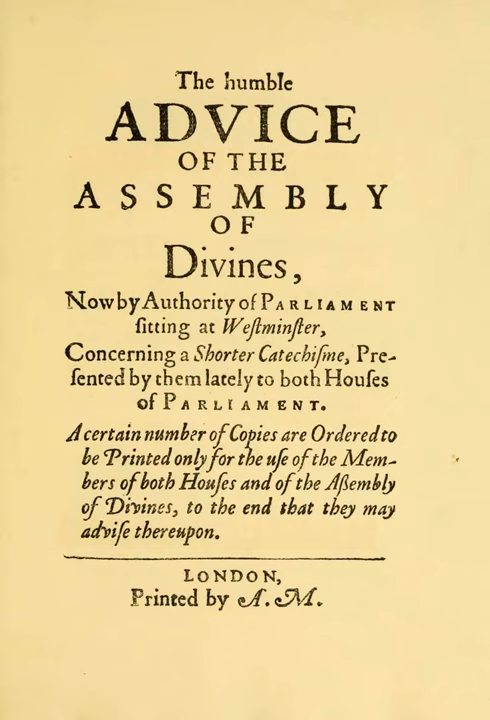 The humble
ADVICE
OF THE
ASSEMBLY
OF
Divines,
Now by Authority of PARLIAMENT
ſitting at Weſtminſter,
Concerning a Shorter Catechiſme, Pre-
ſented by them lately to both Houſes
of PARLIAMENT.
A certain number of Copies are Ordered to
be Printed only for the uſe of the Mem-
bers of both Houſes and of the Aßembly
of Divines, to the end that they may
adviſe thereupon.
LONDON,
Printed by A. M.